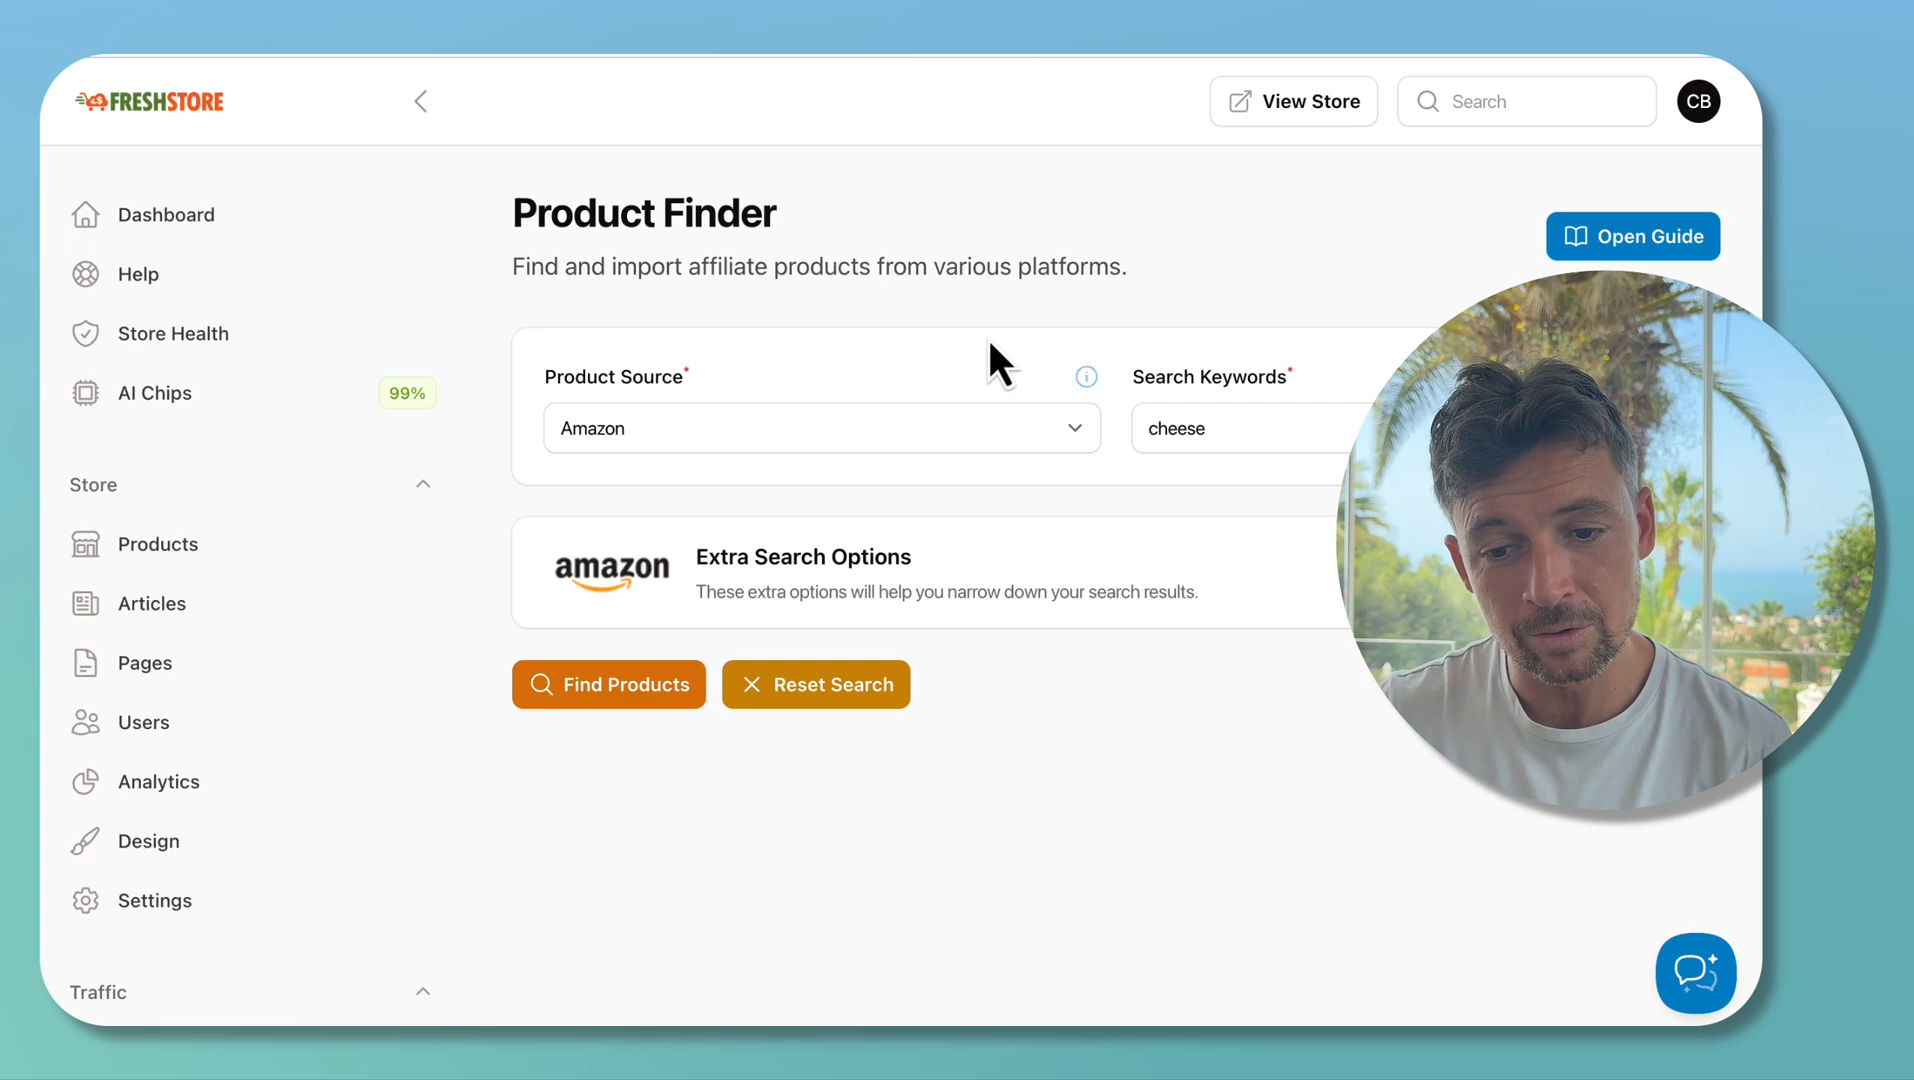 FRESHSTORE
View Store
Search
CB
Dashboard
Help
Store Health
AI Chips
99%
Store
Products
Articles
Pages
Users
Analytics
Design
Settings
Traffic
Product Finder
Find and import affiliate products from various platforms.
Open Guide
Product Source*
Search Keywords*
Amazon
cheese
amazon
Extra Search Options
These extra options will help you narrow down your search results.
Find Products
Reset Search